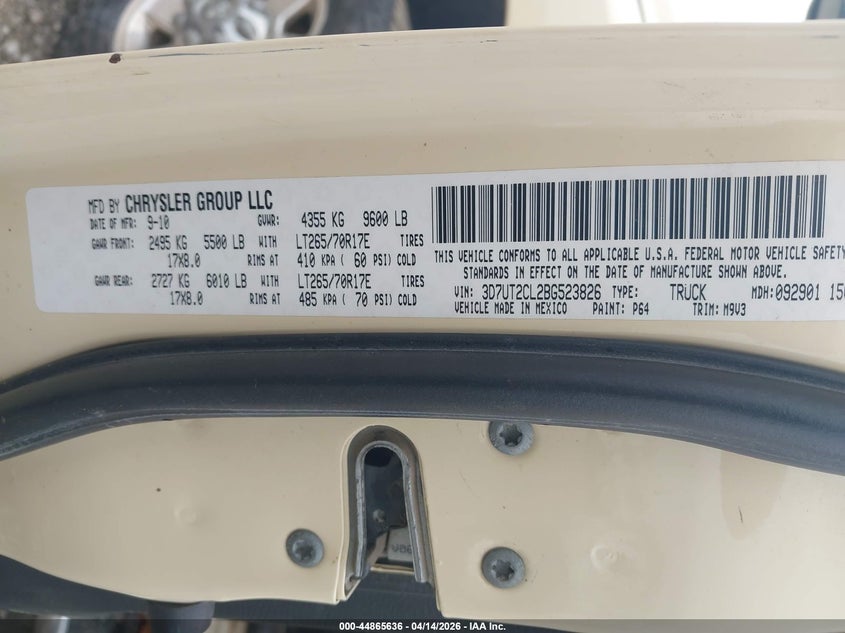 MFD BY CHRYSLER GROUP LLC
DATE OF MFR: 9-10 GVWR: 4355 KG 9600 LB
GAWR FRONT: 2495 KG 5500 LB WITH LT265/70R17E TIRES
17X8.0 RIMS AT 410 KPA ( 60 PSI) COLD
GAWR REAR: 2727 KG 6010 LB WITH LT265/70R17E TIRES
17X8.0 RIMS AT 485 KPA ( 70 PSI) COLD
THIS VEHICLE CONFORMS TO ALL APPLICABLE U.S.A. FEDERAL MOTOR VEHICLE SAFETY
STANDARDS IN EFFECT ON THE DATE OF MANUFACTURE SHOWN ABOVE.
VIN: 3D7UT2CL2BG523826 TYPE: TRUCK MDH: 092901
VEHICLE MADE IN MEXICO PAINT: P64 TRIM: M9V3
000-44865636 - 04/14/2026 - IAA Inc.